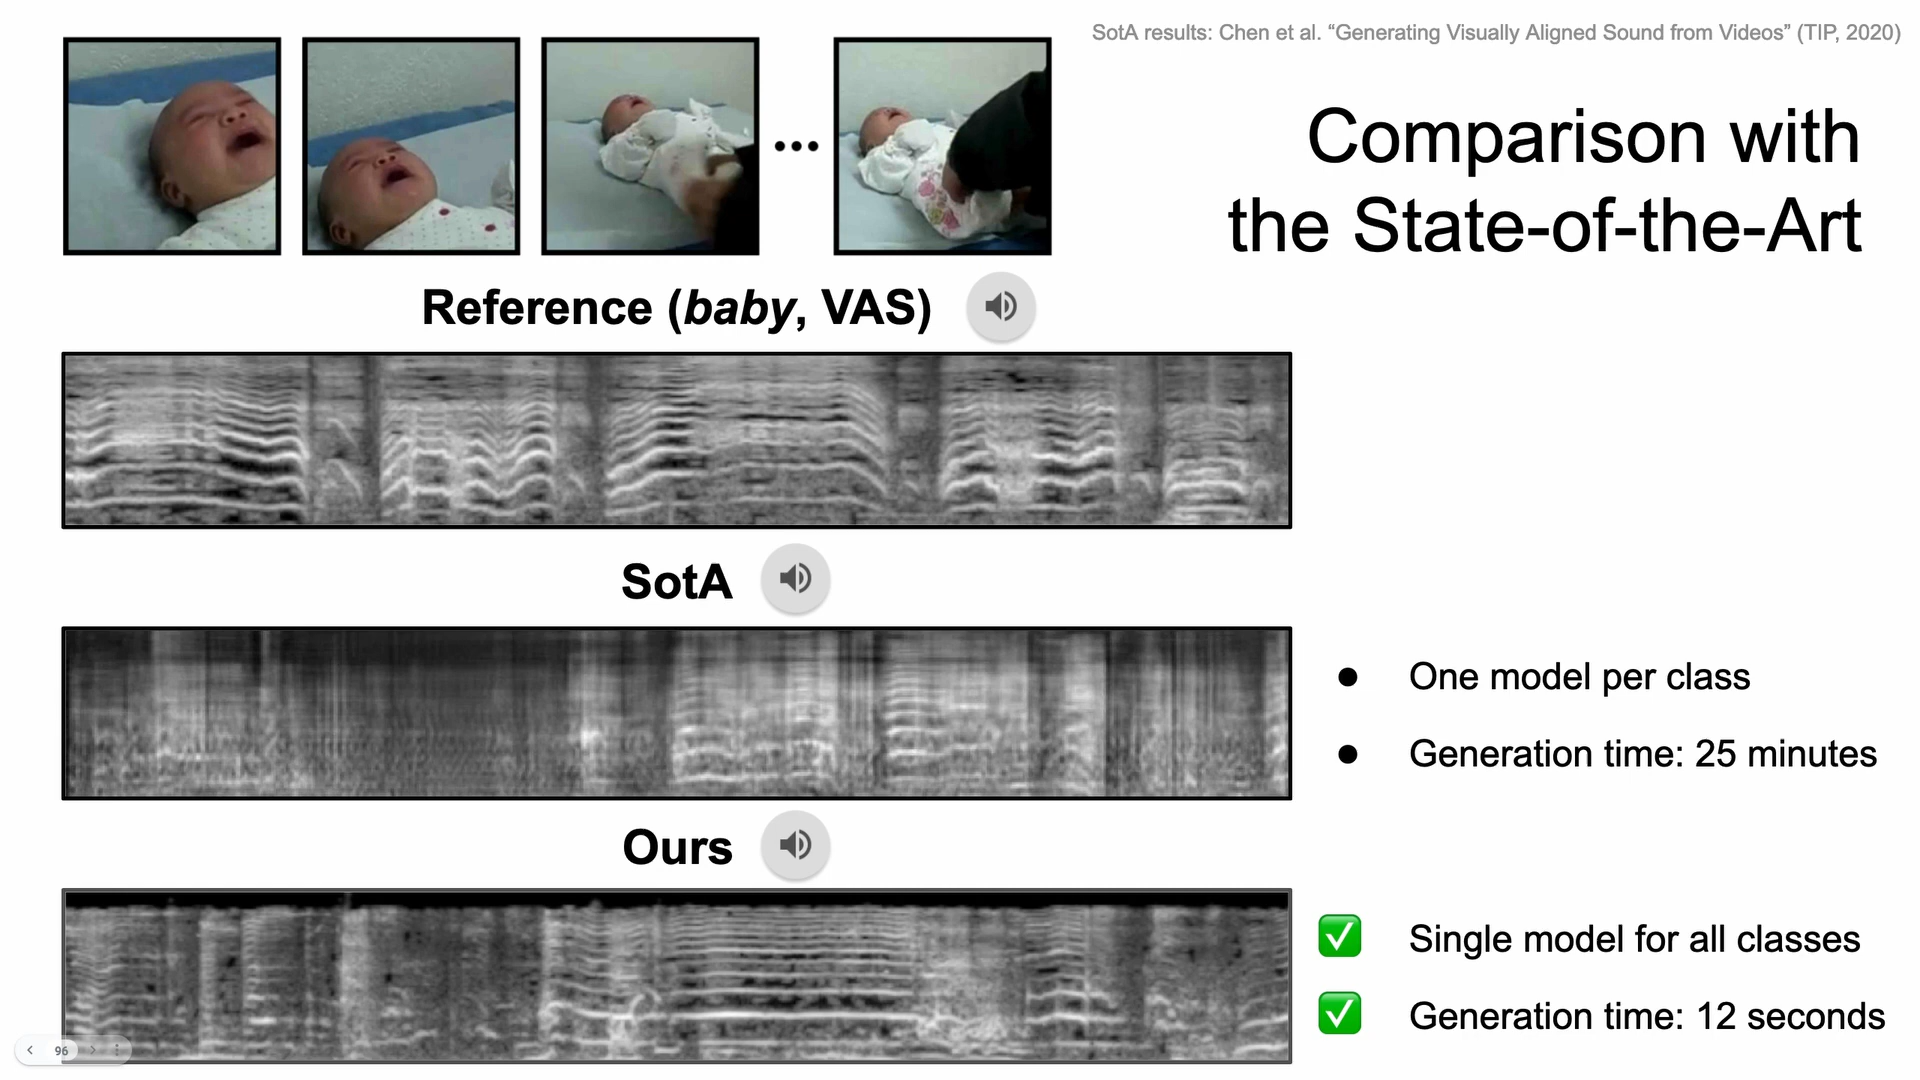 SotA results: Chen et al. “Generating Visually Aligned Sound from Videos” (TIP, 2020)
Comparison with
the State-of-the-Art
Reference (baby, VAS)
SotA
● One model per class
● Generation time: 25 minutes
Ours
✅ Single model for all classes
✅ Generation time: 12 seconds
96